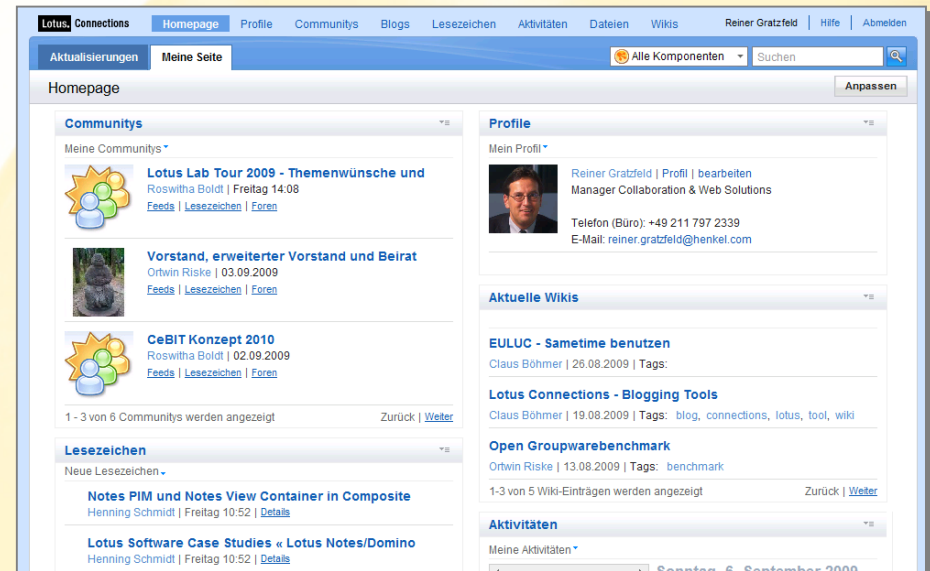 Lotus. Connections Homepage Profile Communitys Blogs Lesezeichen Aktivitäten Dateien Wikis Reiner Gratzfeld | Hilfe | Abmelden
Aktualisierungen Meine Seite Alle Komponenten Suchen
Homepage Anpassen
Communitys
Meine Communitys
Lotus Lab Tour 2009 - Themenwünsche und
Roswitha Boldt | Freitag 14:08
Feeds | Lesezeichen | Foren
Vorstand, erweiterter Vorstand und Beirat
Ortwin Riske | 03.09.2009
Feeds | Lesezeichen | Foren
CeBIT Konzept 2010
Roswitha Boldt | 02.09.2009
Feeds | Lesezeichen | Foren
1 - 3 von 6 Communitys werden angezeigt Zurück | Weiter
Lesezeichen
Neue Lesezeichen
Notes PIM und Notes View Container in Composite
Henning Schmidt | Freitag 10:52 | Details
Lotus Software Case Studies « Lotus Notes/Domino
Henning Schmidt | Freitag 10:52 | Details
Profile
Mein Profil
Reiner Gratzfeld | Profil | bearbeiten
Manager Collaboration & Web Solutions
Telefon (Büro): +49 211 797 2339
E-Mail: reiner.gratzfeld@henkel.com
Aktuelle Wikis
EULUC - Sametime benutzen
Claus Böhmer | 26.08.2009 | Tags:
Lotus Connections - Blogging Tools
Claus Böhmer | 19.08.2009 | Tags: blog, connections, lotus, tool, wiki
Open Groupwarebenchmark
Ortwin Riske | 13.08.2009 | Tags: benchmark
1-3 von 5 Wiki-Einträgen werden angezeigt Zurück | Weiter
Aktivitäten
Meine Aktivitäten
Sonntag, 6. September 2009